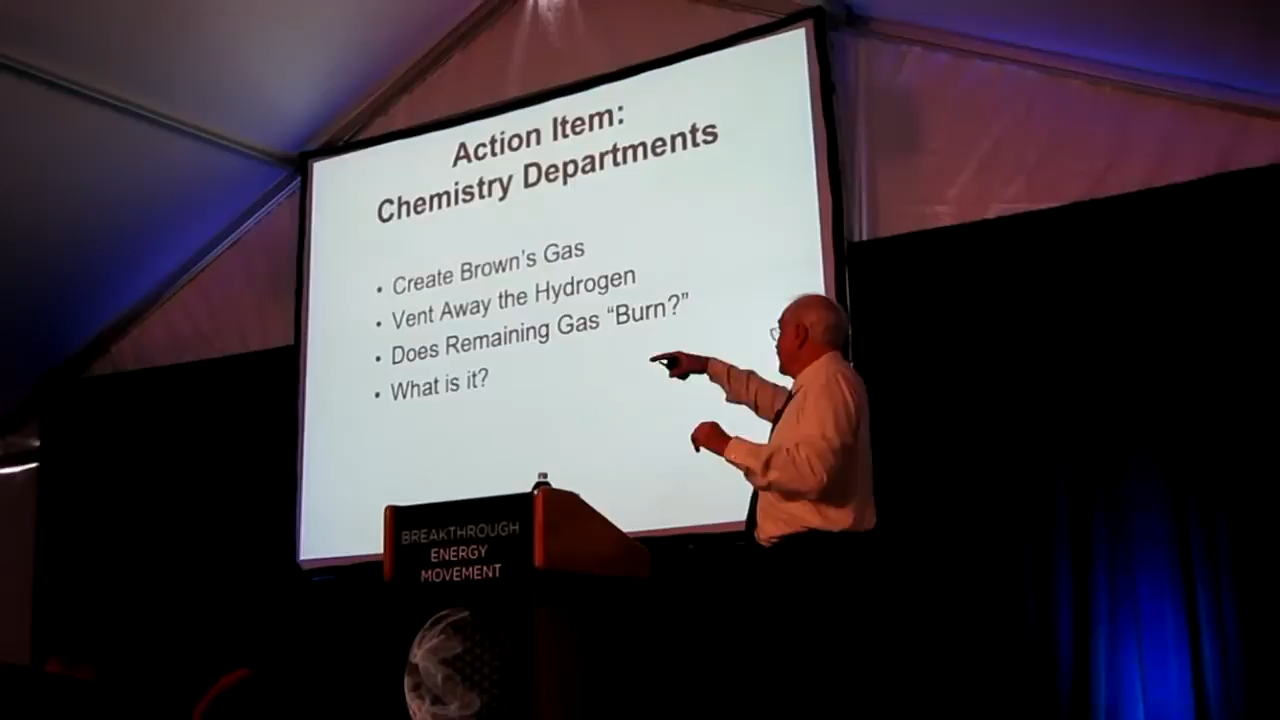 Action Item:
Chemistry Departments
• Create Brown's Gas
• Vent Away the Hydrogen
• Does Remaining Gas “Burn?”
• What is it?
BREAKTHROUGH
ENERGY
MOVEMENT